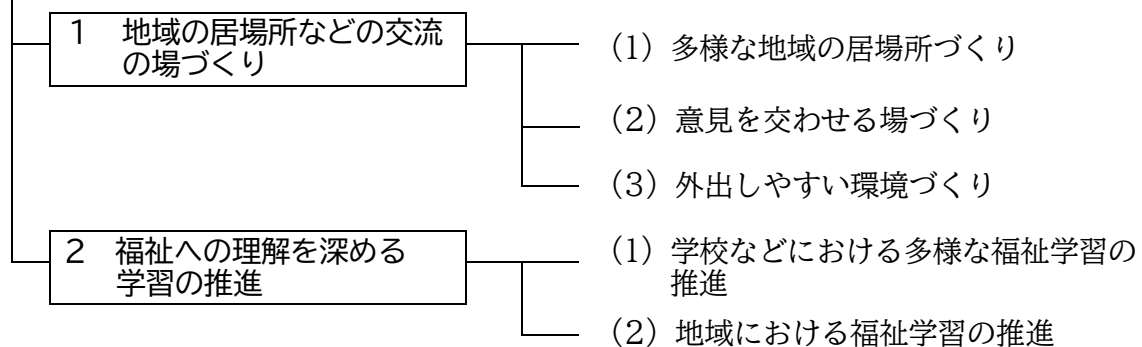 1 地域の居場所などの交流
の場づくり
(1) 多様な地域の居場所づくり
(2) 意見を交わせる場づくり
(3) 外出しやすい環境づくり
2 福祉への理解を深める
学習の推進
(1) 学校などにおける多様な福祉学習の
推進
(2) 地域における福祉学習の推進